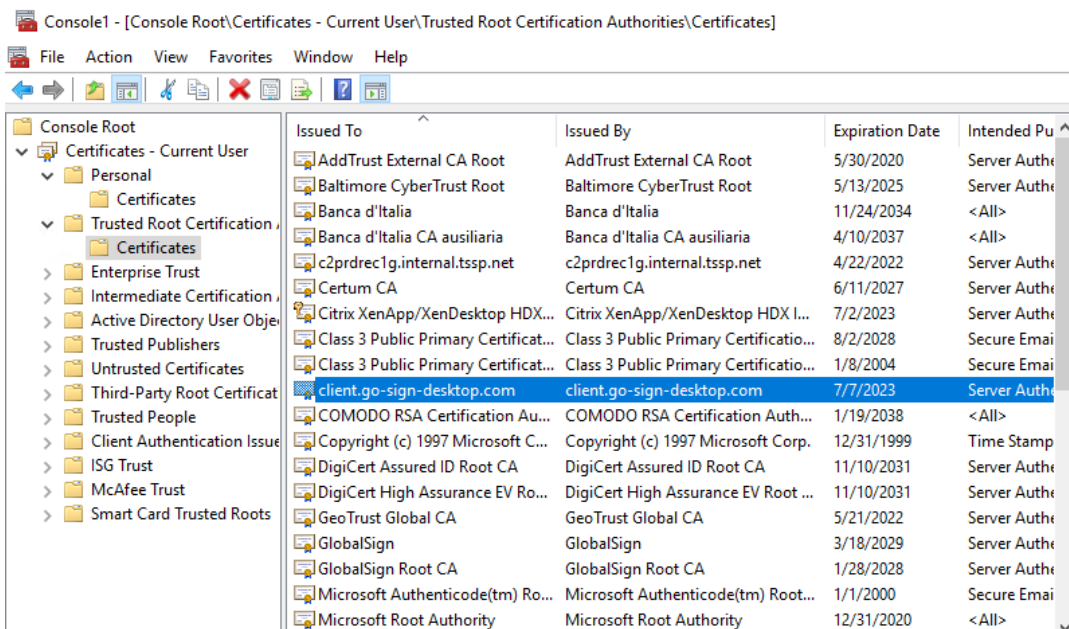 Console1 - [Console Root\Certificates - Current User\Trusted Root Certification Authorities\Certificates]
File Action View Favorites Window Help
Console Root
Certificates - Current User
Personal
Certificates
Trusted Root Certification
Certificates
Enterprise Trust
Intermediate Certification
Active Directory User Obje
Trusted Publishers
Untrusted Certificates
Third-Party Root Certificat
Trusted People
Client Authentication Issue
ISG Trust
McAfee Trust
Smart Card Trusted Roots
Issued To Issued By Expiration Date Intended Pu
AddTrust External CA Root AddTrust External CA Root 5/30/2020 Server Authe
Baltimore CyberTrust Root Baltimore CyberTrust Root 5/13/2025 Server Authe
Banca d'Italia Banca d'Italia 11/24/2034 <All>
Banca d'Italia CA ausiliaria Banca d'Italia CA ausiliaria 4/10/2037 <All>
c2prdrec1g.internal.tssp.net c2prdrec1g.internal.tssp.net 4/22/2022 Server Authe
Certum CA Certum CA 6/11/2027 Server Authe
Citrix XenApp/XenDesktop HDX... Citrix XenApp/XenDesktop HDX I... 7/2/2023 Server Authe
Class 3 Public Primary Certificat... Class 3 Public Primary Certificatio... 8/2/2028 Secure Emai
Class 3 Public Primary Certificat... Class 3 Public Primary Certificatio... 1/8/2004 Secure Emai
client.go-sign-desktop.com client.go-sign-desktop.com 7/7/2023 Server Authe
COMODO RSA Certification Au... COMODO RSA Certification Auth... 1/19/2038 <All>
Copyright (c) 1997 Microsoft C... Copyright (c) 1997 Microsoft Corp. 12/31/1999 Time Stamp
DigiCert Assured ID Root CA DigiCert Assured ID Root CA 11/10/2031 Server Authe
DigiCert High Assurance EV Ro... DigiCert High Assurance EV Root ... 11/10/2031 Server Authe
GeoTrust Global CA GeoTrust Global CA 5/21/2022 Server Authe
GlobalSign GlobalSign 3/18/2029 Server Authe
GlobalSign Root CA GlobalSign Root CA 1/28/2028 Server Authe
Microsoft Authenticode(tm) Ro... Microsoft Authenticode(tm) Root... 1/1/2000 Secure Emai
Microsoft Root Authority Microsoft Root Authority 12/31/2020 <All>